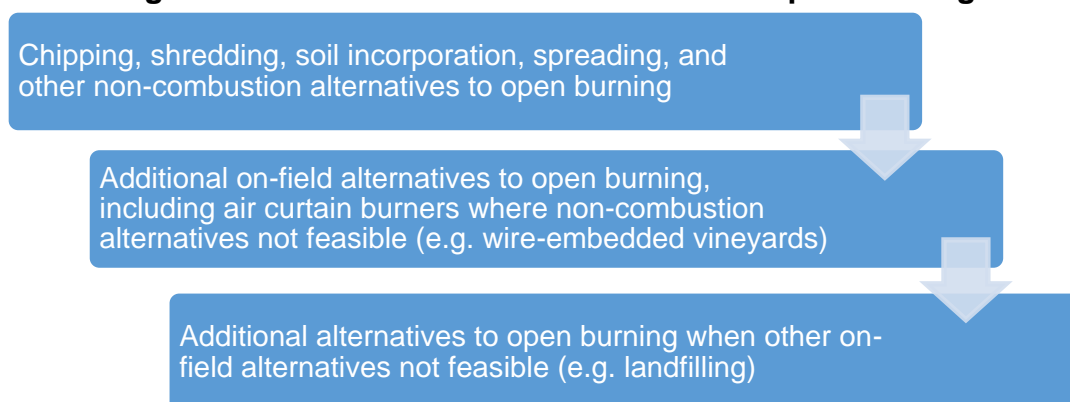 Chipping, shredding, soil incorporation, spreading, and
other non-combustion alternatives to open burning
Additional on-field alternatives to open burning,
including air curtain burners where non-combustion
alternatives not feasible (e.g. wire-embedded vineyards)
Additional alternatives to open burning when other on-
field alternatives not feasible (e.g. landfilling)